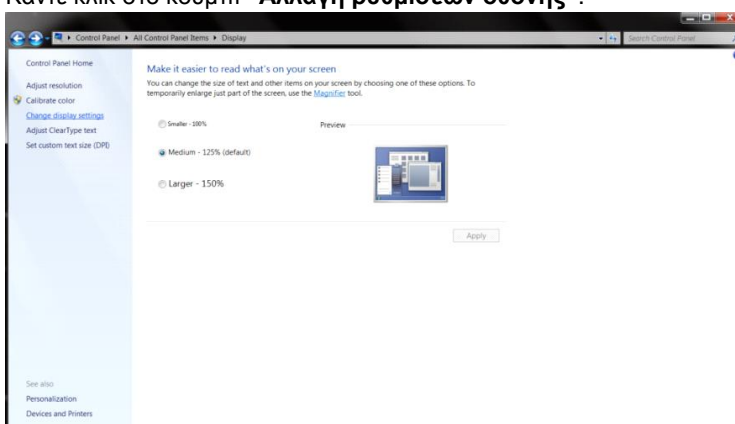 Κάντε κλικ στο κουμπί "Αλλαγή ρυθμίσεων οθόνης".
Control Panel ▸ All Control Panel Items ▸ Display
Search Control Panel
Control Panel Home
Adjust resolution
Calibrate color
Change display settings
Adjust ClearType text
Set custom text size (DPI)
Make it easier to read what's on your screen
You can change the size of text and other items on your screen by choosing one of these options. To
temporarily enlarge just part of the screen, use the Magnifier tool.
Smaller - 100%
Preview
Medium - 125% (default)
Larger - 150%
Apply
See also
Personalization
Devices and Printers